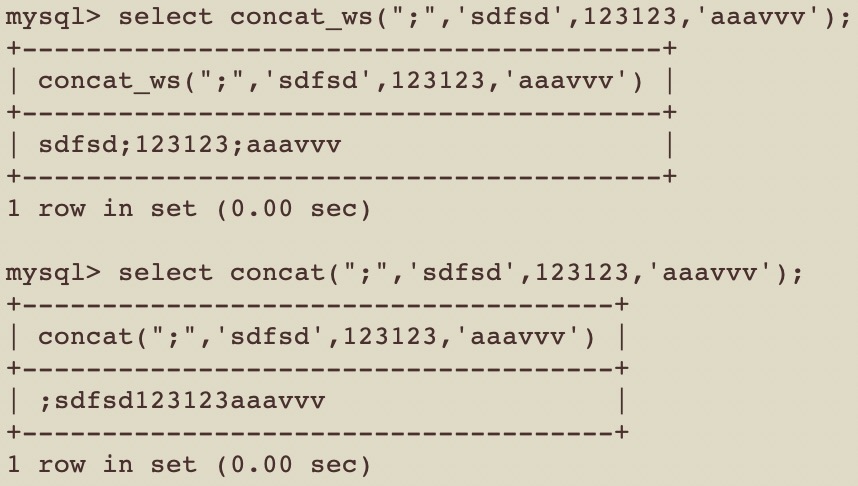 mysql> select concat_ws(";",'sdfsd',123123,'aaavvv');
+----------------------------------------+
| concat_ws(";",'sdfsd',123123,'aaavvv') |
+----------------------------------------+
| sdfsd;123123;aaavvv                    |
+----------------------------------------+
1 row in set (0.00 sec)

mysql> select concat(";",'sdfsd',123123,'aaavvv');
+-------------------------------------+
| concat(";",'sdfsd',123123,'aaavvv') |
+-------------------------------------+
| ;sdfsd123123aaavvv                  |
+-------------------------------------+
1 row in set (0.00 sec)